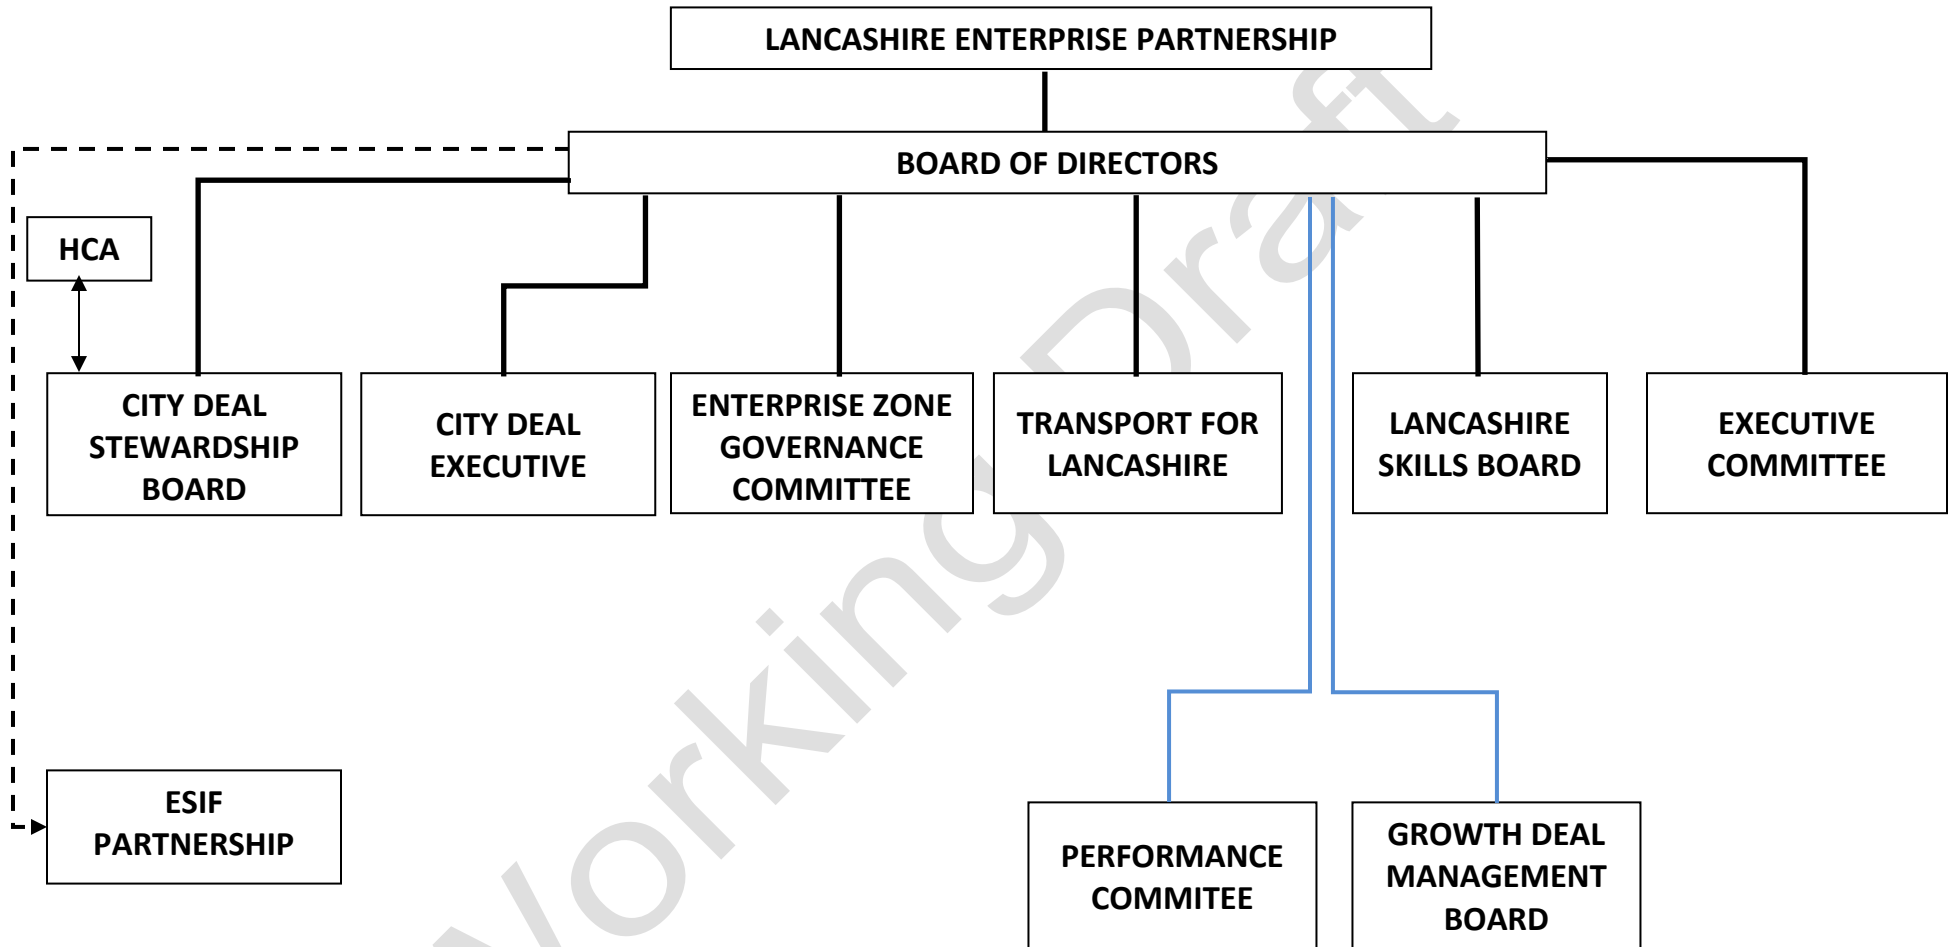 LANCASHIRE ENTERPRISE PARTNERSHIP
BOARD OF DIRECTORS
HCA
CITY DEAL
STEWARDSHIP
BOARD
CITY DEAL
EXECUTIVE
ENTERPRISE ZONE
GOVERNANCE
COMMITTEE
TRANSPORT FOR
LANCASHIRE
LANCASHIRE
SKILLS BOARD
EXECUTIVE
COMMITTEE
ESIF
PARTNERSHIP
PERFORMANCE
COMMITEE
GROWTH DEAL
MANAGEMENT
BOARD
Working Draft